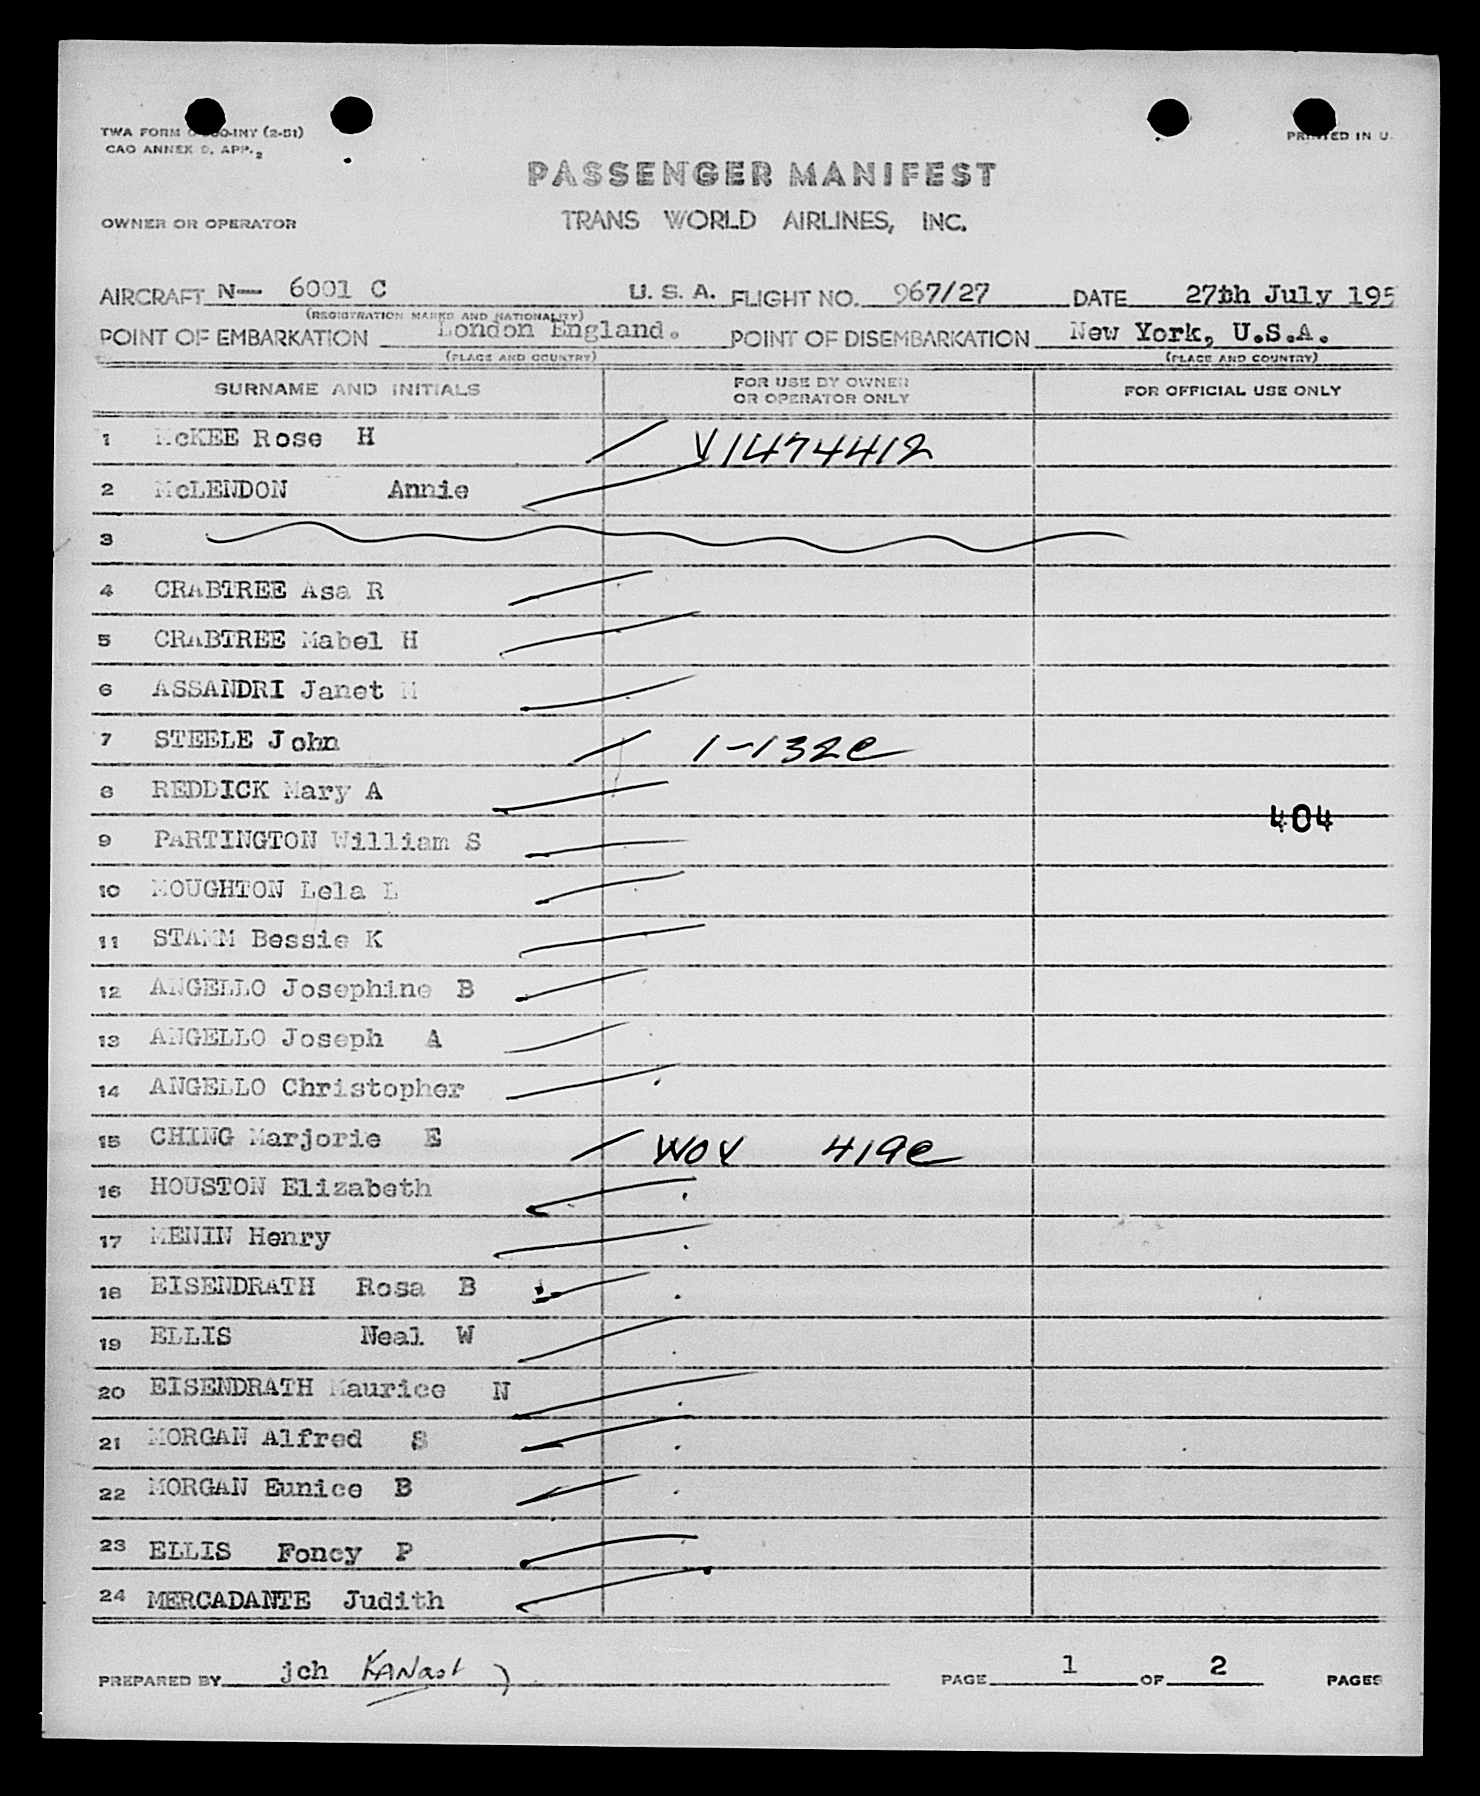 TWA FORM O 00-INT (2-51)
CAO ANNEX 9, APP. 2
PRINTED IN U.
PASSENGER MANIFEST
OWNER OR OPERATOR
TRANS WORLD AIRLINES, INC.
AIRCRAFT N— 6001 C U. S. A. FLIGHT NO. 967/27 DATE 27th July 195
(REGISTRATION MARKS AND NATIONALITY)
POINT OF EMBARKATION London England. POINT OF DISEMBARKATION New York, U.S.A.
(PLACE AND COUNTRY) (PLACE AND COUNTRY)
SURNAME AND INITIALS FOR USE BY OWNER OR OPERATOR ONLY FOR OFFICIAL USE ONLY
1 McKEE Rose H V1474412
2 McLENDON Annie
3
4 CRABTREE Asa R
5 CRABTREE Mabel H
6 ASSANDRI Janet M
7 STEELE John 1-132e
8 REDDICK Mary A
404
9 PARTINGTON William S
10 MOUGHTON Lela L
11 STAMM Bessie K
12 ANGELLO Josephine B
13 ANGELLO Joseph A
14 ANGELLO Christopher
15 CHING Marjorie E WOV 419e
16 HOUSTON Elizabeth
17 MENIN Henry
18 EISENDRATH Rosa B
19 ELLIS Neal W
20 EISENDRATH Maurice N
21 MORGAN Alfred S
22 MORGAN Eunice B
23 ELLIS Foncy P
24 MERCADANTE Judith
PREPARED BY jch PAGE 1 OF 2 PAGES